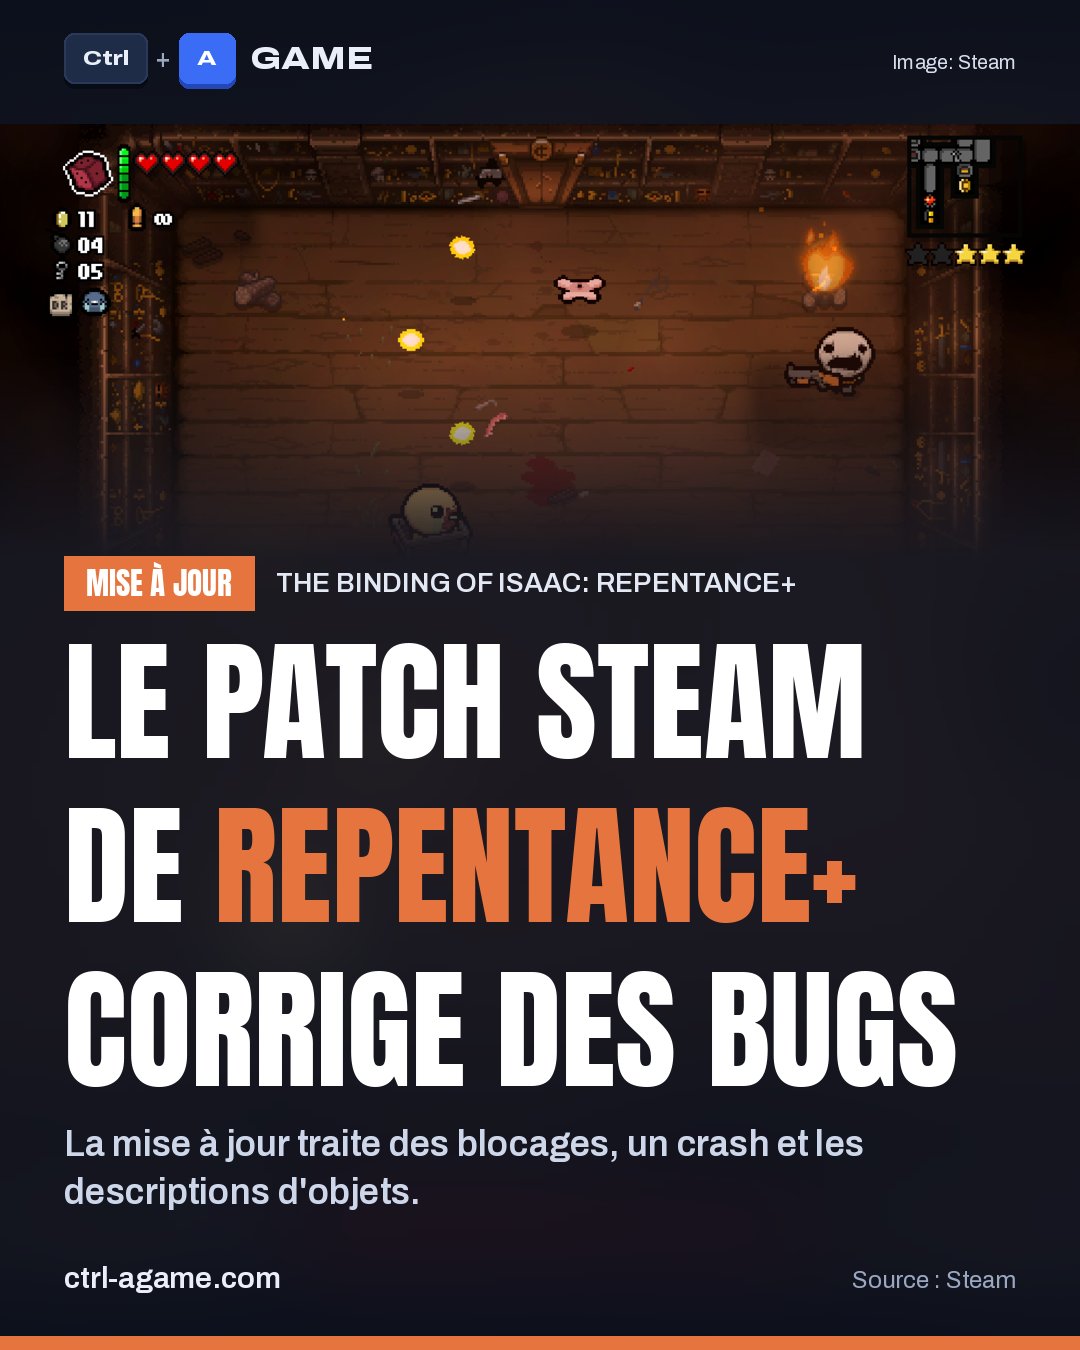 Ctrl + A GAME
Image: Steam
11
∞
04
05
MISE À JOUR
THE BINDING OF ISAAC: REPENTANCE+
LE PATCH STEAM
DE REPENTANCE+
CORRIGE DES BUGS
La mise à jour traite des blocages, un crash et les
descriptions d'objets.
ctrl-agame.com
Source : Steam